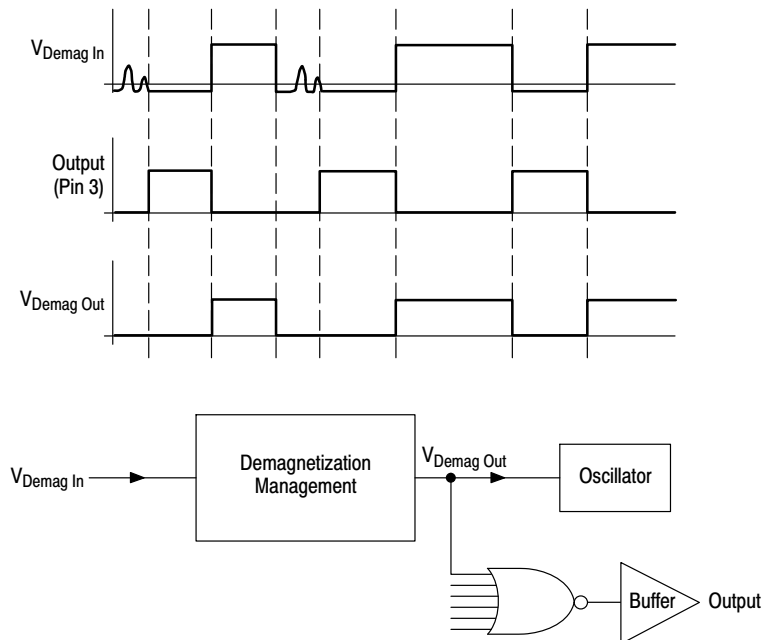 VDemag In
Output
(Pin 3)
VDemag Out
VDemag In
Demagnetization
Management
VDemag Out
Oscillator
Buffer
Output